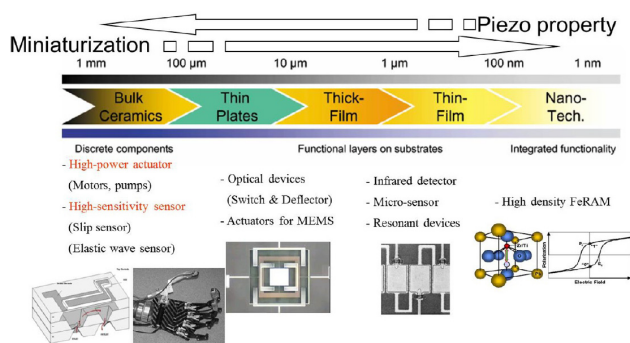 Piezo property
Miniaturization
1 mm 100 µm 10 µm 1 µm 100 nm 1 nm
Bulk Ceramics
Thin Plates
Thick-Film
Thin-Film
Nano-Tech.
Discrete components
Functional layers on substrates
Integrated functionality
- High-power actuator
(Motors, pumps)
- High-sensitivity sensor
(Slip sensor)
(Elastic wave sensor)
- Optical devices
(Switch & Deflector)
- Actuators for MEMS
- Infrared detector
- Micro-sensor
- Resonant devices
- High density FeRAM
Zr/Ti
Polarization
Electric Field